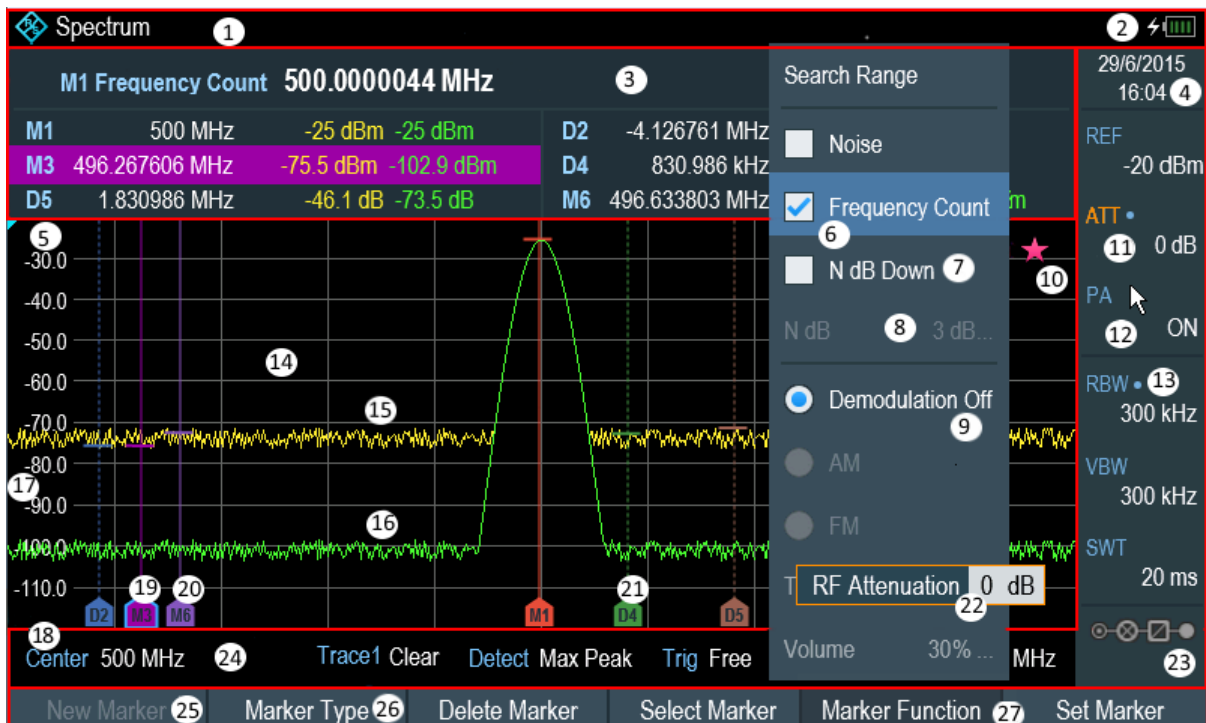 Spectrum 1 2
M1 Frequency Count 500.0000044 MHz 3
M1 500 MHz -25 dBm -25 dBm D2 -4.126761 MHz
M3 496.267606 MHz -75.5 dBm -102.9 dBm D4 830.986 kHz
D5 1.830986 MHz -46.1 dB -73.5 dB M6 496.633803 MHz m
Search Range
Noise
Frequency Count
6
N dB Down 7
N dB 8 3 dB...
Demodulation Off
9
AM
FM
T RF Attenuation 0 dB
22
Volume 30% ...
29/6/2015
16:04 4
REF
-20 dBm
ATT
11 0 dB
PA
12 ON
RBW 13
300 kHz
VBW
300 kHz
SWT
20 ms
23
5
10
-30.0
-40.0
-50.0
14
-60.0
15
-70.0
-80.0
17
-90.0
16
-100.0
-110.0
19 20 21
D2 M3 M6 M1 D4 D5
18
Center 500 MHz 24 Trace1 Clear Detect Max Peak Trig Free MHz
New Marker 25 Marker Type 26 Delete Marker Select Marker Marker Function 27 Set Marker